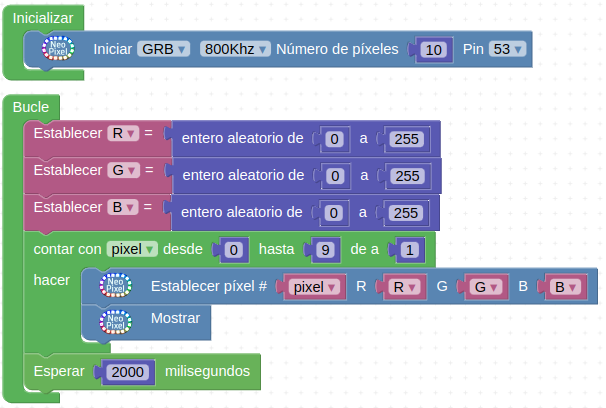 Inicializar
Neo Pixel Iniciar GRB 800Khz Número de píxeles 10 Pin 53
Bucle
Establecer R = entero aleatorio de 0 a 255
Establecer G = entero aleatorio de 0 a 255
Establecer B = entero aleatorio de 0 a 255
contar con pixel desde 0 hasta 9 de a 1
hacer Neo Pixel Establecer píxel # pixel R R G G B B
Neo Pixel Mostrar
Esperar 2000 milisegundos